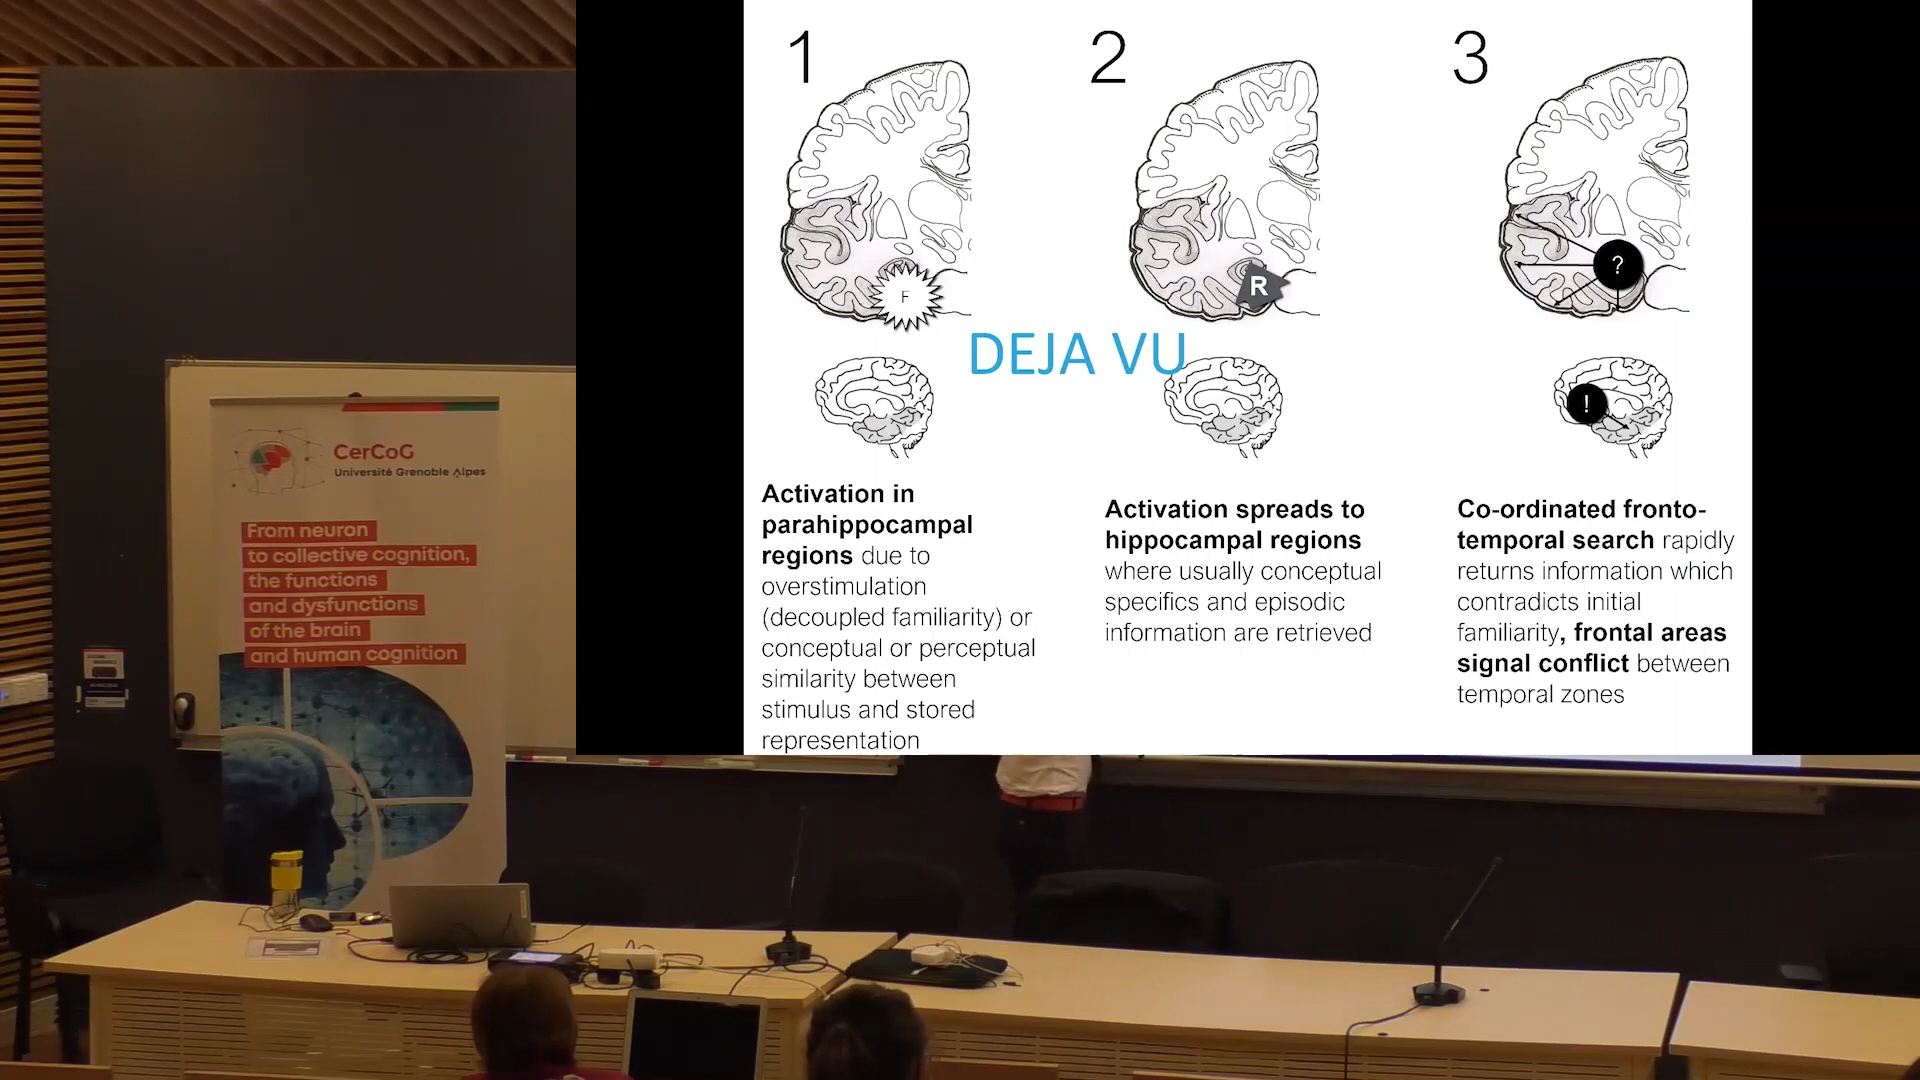 1
2
3
F
R
?
DEJA VU
!
Activation in
parahippocampal
regions due to
overstimulation
(decoupled familiarity) or
conceptual or perceptual
similarity between
stimulus and stored
representation
Activation spreads to
hippocampal regions
where usually conceptual
specifics and episodic
information are retrieved
Co-ordinated fronto-
temporal search rapidly
returns information which
contradicts initial
familiarity, frontal areas
signal conflict between
temporal zones
CerCoG
Université Grenoble Alpes
From neuron
to collective cognition,
the functions
and dysfunctions
of the brain
and human cognition